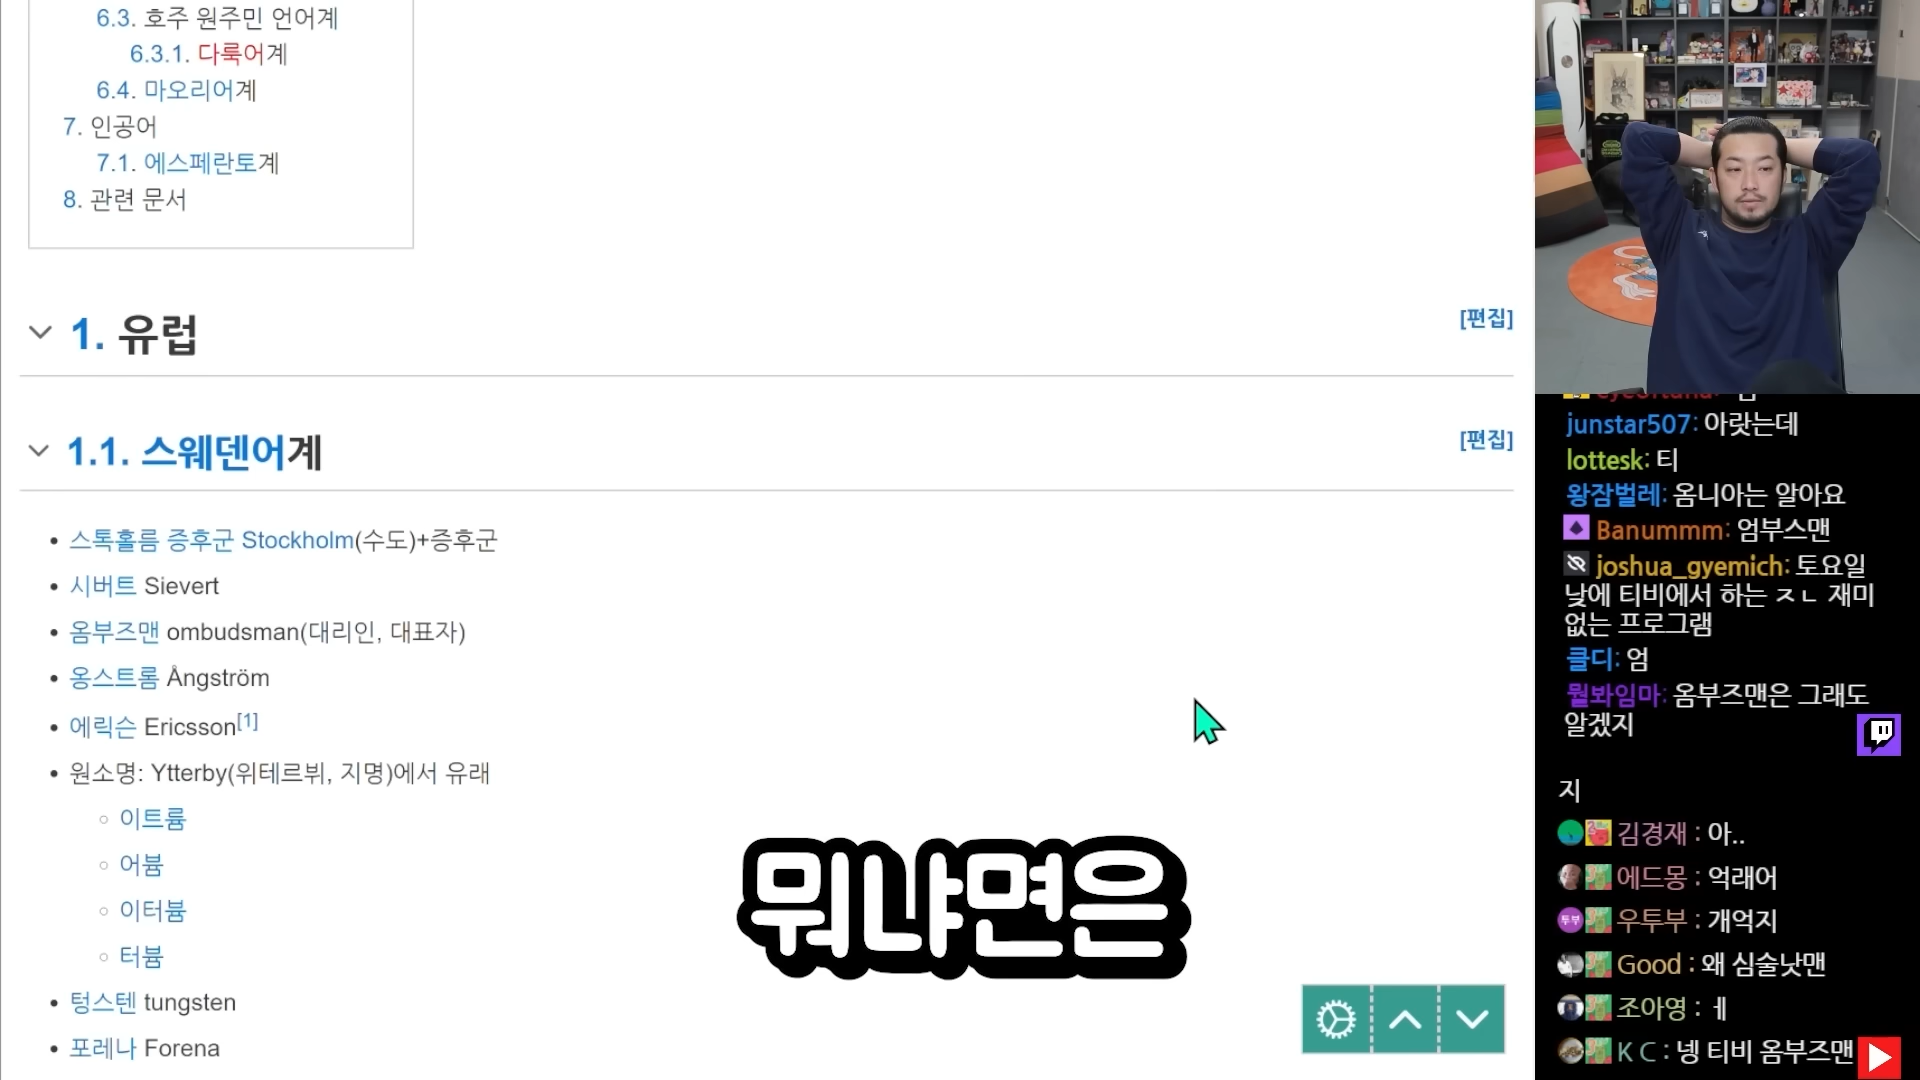 6.3. 호주 원주민 언어계
6.3.1. 다룩어계
6.4. 마오리어계
7. 인공어
7.1. 에스페란토계
8. 관련 문서
1. 유럽
[편집]
1.1. 스웨덴어계
[편집]
스톡홀름 증후군 Stockholm(수도)+증후군
시버트 Sievert
옴부즈맨 ombudsman(대리인, 대표자)
옹스트롬 Ångström
에릭슨 Ericsson[1]
원소명: Ytterby(위테르뷔, 지명)에서 유래
이트륨
어븀
이터븀
터븀
텅스텐 tungsten
포레나 Forena
뭐냐면은
junstar507: 아랏는데
lottesk: 티
왕잠벌레: 옴니아는 알아요
Banummm: 엄부스맨
joshua_gyemich: 토요일
낮에 티비에서 하는 ㅈㄴ 재미
없는 프로그램
클디: 엄
뭘봐임마: 옴부즈맨은 그래도
알겠지
지
김경재 : 아..
에드몽 : 억래어
두부 우투부 : 개억지
Good : 왜 심술낫맨
조아영 : ㅔ
K C : 넹 티비 옴부즈맨